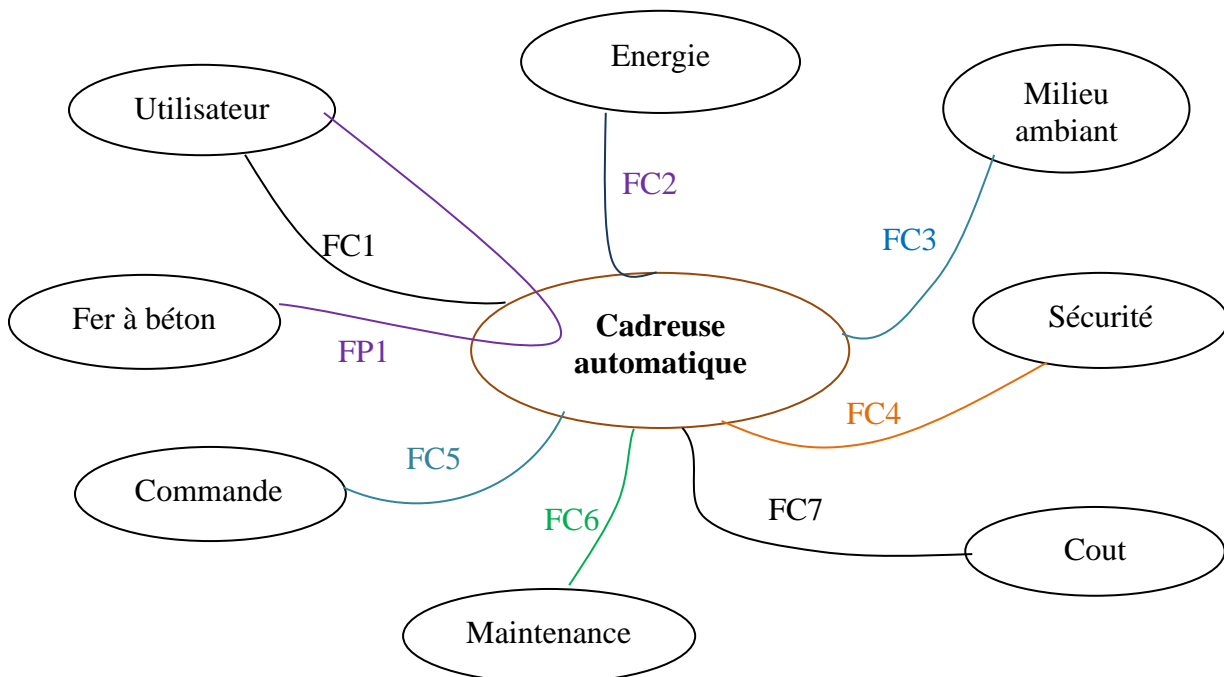 Energie
Utilisateur
Milieu
ambiant
FC2
FC1
FC3
Fer à béton
Cadreuse
automatique
Sécurité
FP1
FC4
FC5
Commande
FC6
FC7
Cout
Maintenance